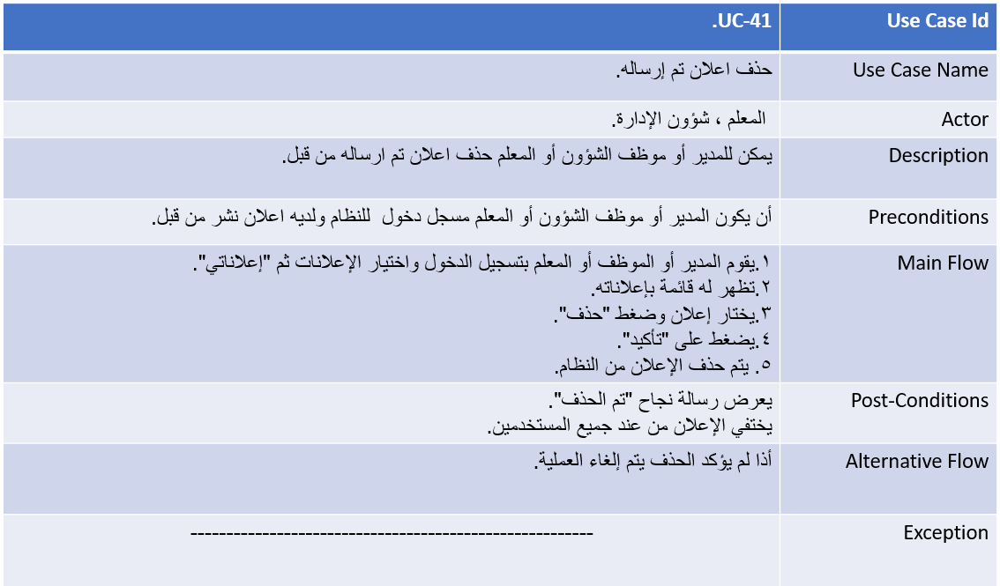 Use Case Id UC-41.
Use Case Name حذف اعلان تم إرساله.
Actor المعلم ، شؤون الإدارة.
Description يمكن للمدير أو موظف الشؤون أو المعلم حذف اعلان تم ارساله من قبل.
Preconditions أن يكون المدير أو موظف الشؤون أو المعلم مسجل دخول للنظام ولديه اعلان نشر من قبل.
Main Flow ١.يقوم المدير أو الموظف أو المعلم بتسجيل الدخول واختيار الإعلانات ثم "إعلاناتي".
٢.تظهر له قائمة بإعلاناته.
٣.يختار إعلان وضغط "حذف".
٤.يضغط على "تأكيد".
٥. يتم حذف الإعلان من النظام.
Post-Conditions يعرض رسالة نجاح "تم الحذف".
يختفي الإعلان من عند جميع المستخدمين.
Alternative Flow أذا لم يؤكد الحذف يتم إلغاء العملية.
Exception --------------------------------------------------------